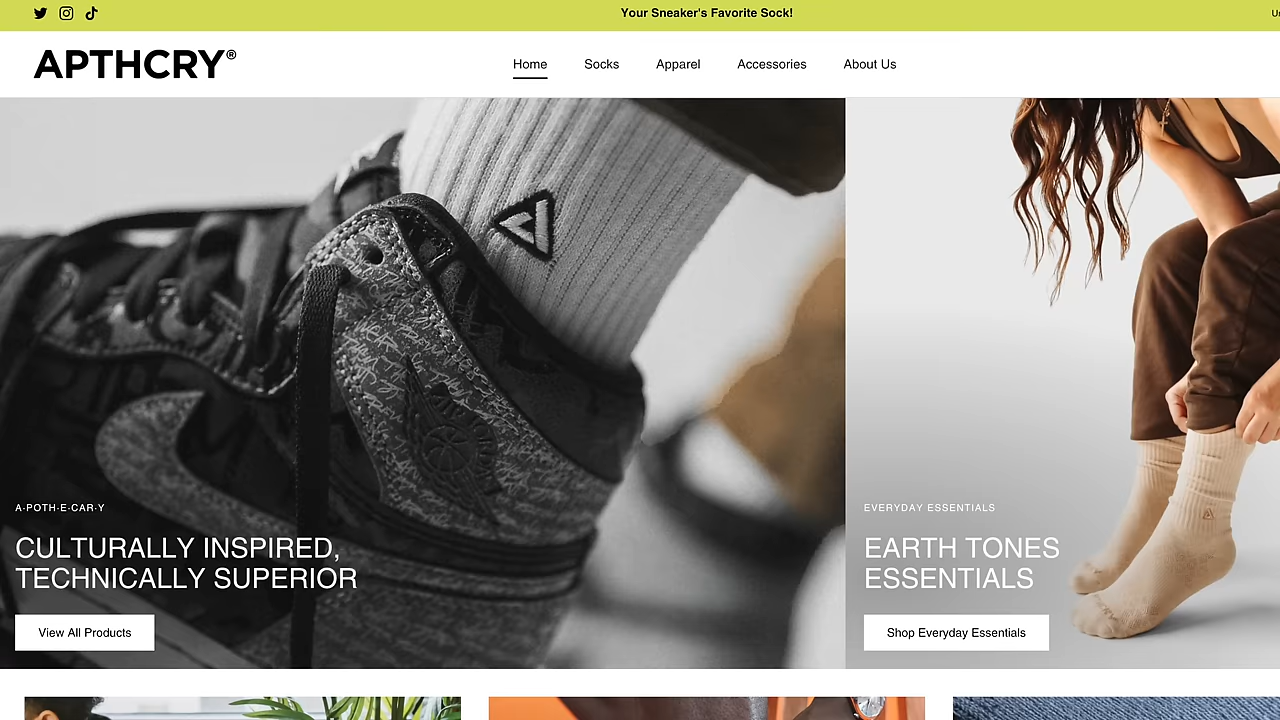 Your Sneaker's Favorite Sock!
APTHCRY®
Home
Socks
Apparel
Accessories
About Us
A·POTH·E·CAR·Y
CULTURALLY INSPIRED,
TECHNICALLY SUPERIOR
View All Products
EVERYDAY ESSENTIALS
EARTH TONES
ESSENTIALS
Shop Everyday Essentials